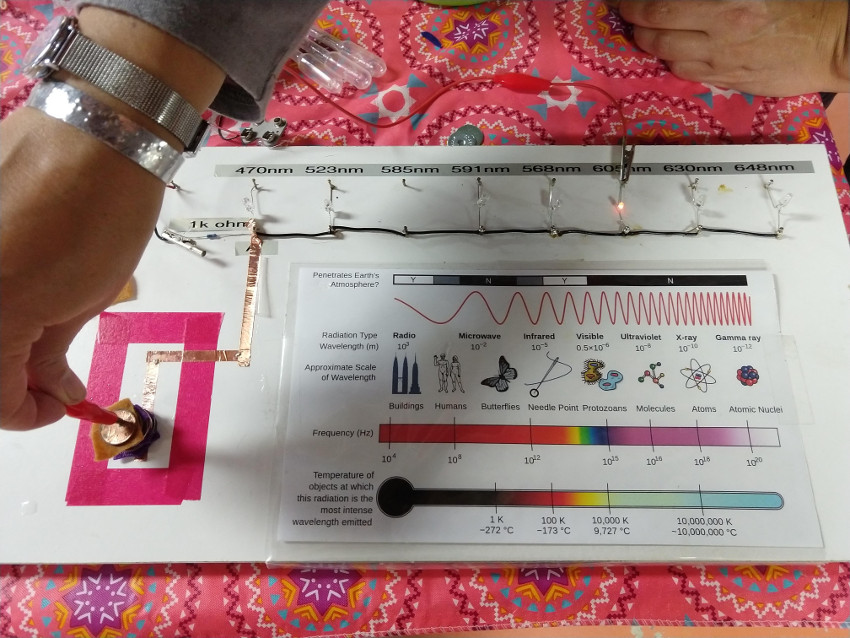 470nm 523nm 585nm 591nm 568nm 630nm 648nm
1k ohm
Penetrates Earth's
Atmosphere?
Y N Y N
Radiation Type
Radio Microwave Infrared Visible Ultraviolet X-ray Gamma ray
Wavelength (m)
10³ 10⁻² 10⁻⁵ 0.5×10⁻⁶ 10⁻⁸ 10⁻¹⁰ 10⁻¹²
Approximate Scale
of Wavelength
Buildings Humans Butterflies Needle Point Protozoans Molecules Atoms Atomic Nuclei
Frequency (Hz)
10⁴ 10⁸ 10¹² 10¹⁵ 10¹⁶ 10¹⁸ 10²⁰
Temperature of
objects at which
this radiation is the
most intense
wavelength emitted
1 K 100 K 10,000 K 10,000,000 K
−272 °C −173 °C 9,727 °C ~10,000,000 °C